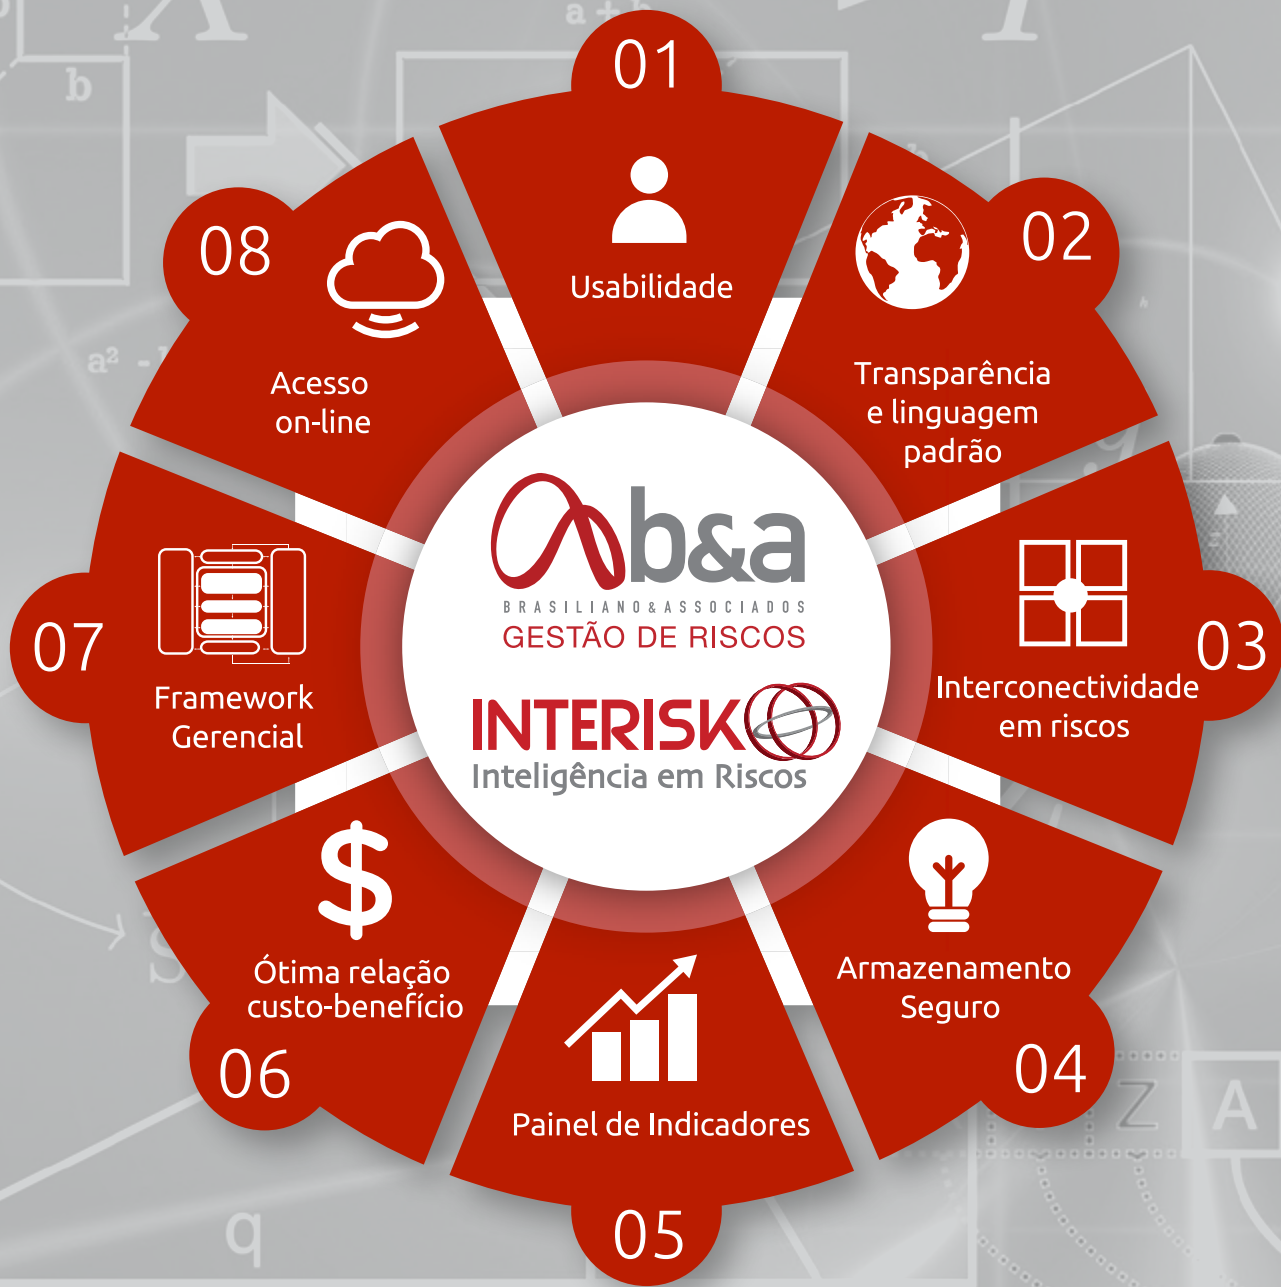 01
Usabilidade
02
Transparência
e linguagem
padrão
03
Interconectividade
em riscos
04
Armazenamento
Seguro
05
Painel de Indicadores
06
Ótima relação
custo-benefício
07
Framework
Gerencial
08
Acesso
on-line
b&a
BRASILIANO & ASSOCIADOS
GESTÃO DE RISCOS
INTERISK
Inteligência em Riscos
a + b
b
a² -
q
Z
A